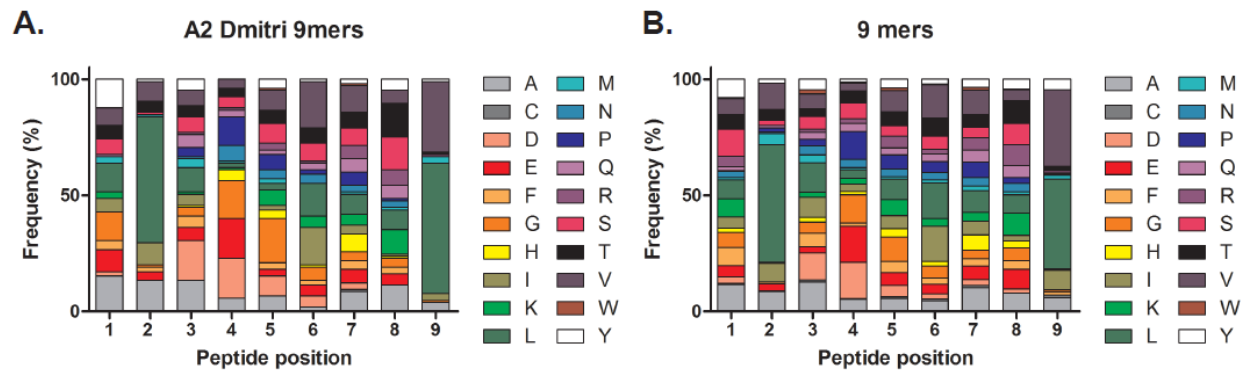 A.
A2 Dmitri 9mers
Frequency (%)
100
50
0
1 2 3 4 5 6 7 8 9
Peptide position
A M
C N
D P
E Q
F R
G S
H T
I V
K W
L Y
B.
9 mers
Frequency (%)
100
50
0
1 2 3 4 5 6 7 8 9
Peptide position
A M
C N
D P
E Q
F R
G S
H T
I V
K W
L Y